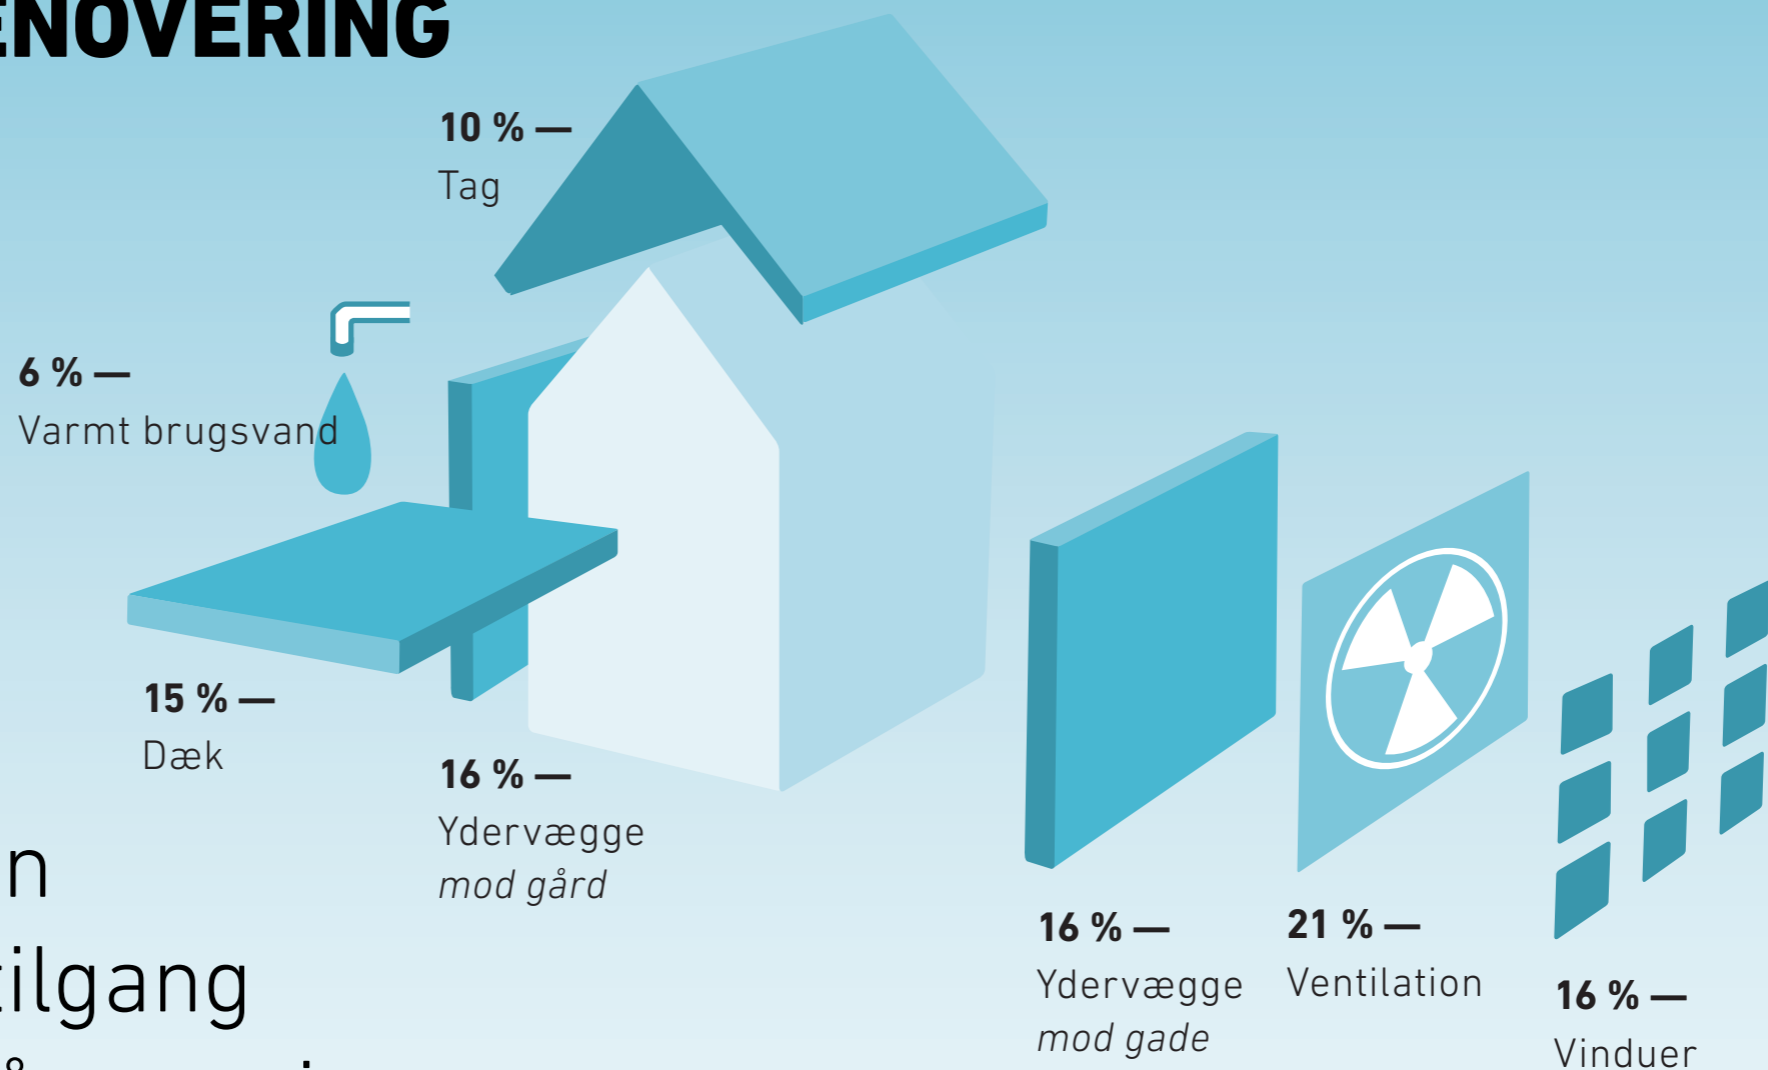 ENOVERING
10 % —
Tag
6 % —
Varmt brugsvand
15 % —
Dæk
16 % —
Ydervægge
mod gård
16 % —
Ydervægge
mod gade
21 % —
Ventilation
16 % —
Vinduer
n
tilgang